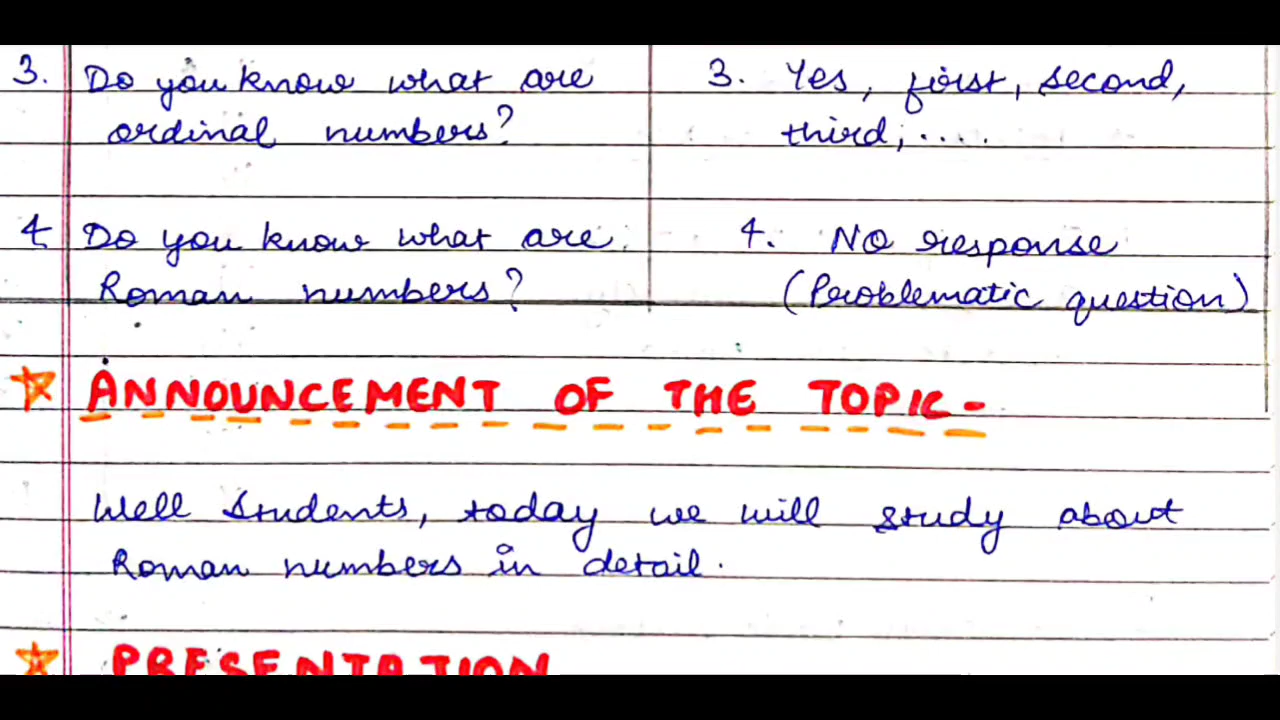 3. Do you know what are 3. Yes, first, second,
ordinal numbers? third, ....
4 Do you know what are 4. No response
Roman numbers? (Problematic question)
ANNOUNCEMENT OF THE TOPIC-
Well students, today we will study about
Roman numbers in detail.
PRESENTATION